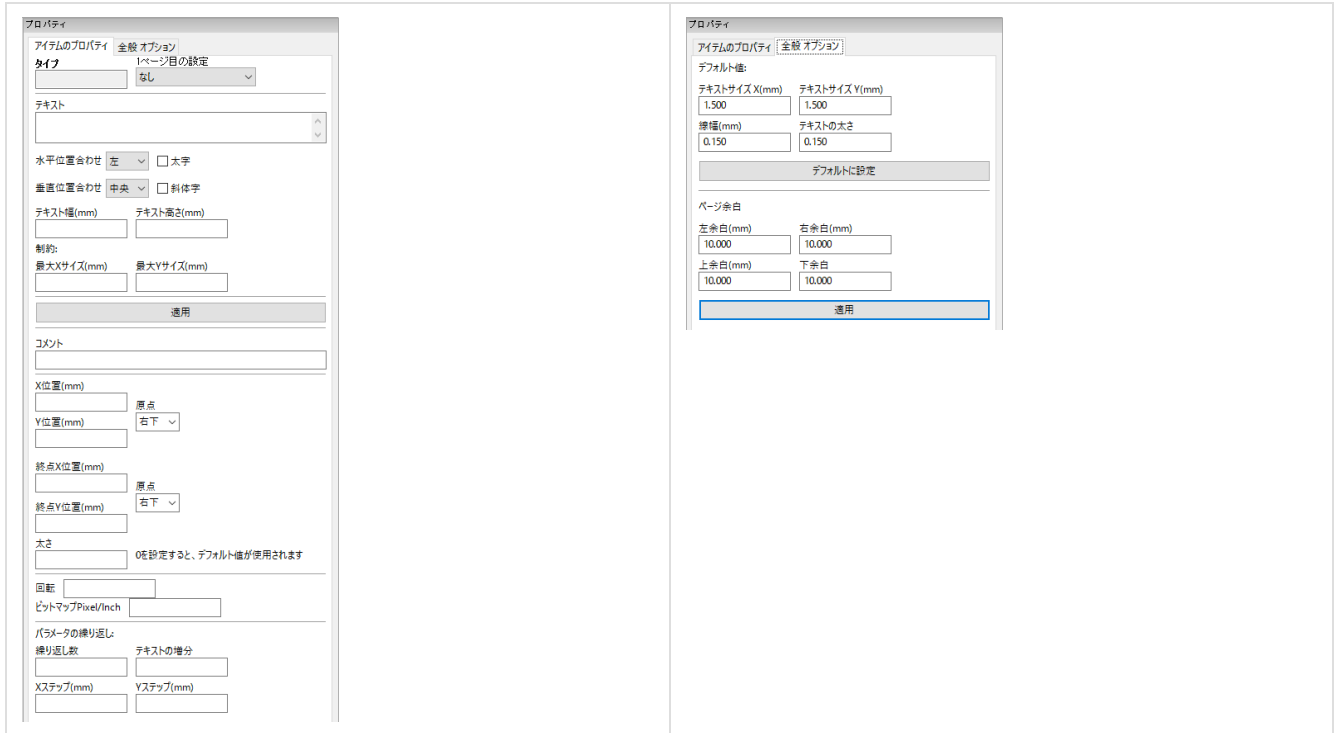 プロパティ
アイテムのプロパティ 全般 オプション
タイプ 1ページ目の設定
なし
テキスト
水平位置合わせ 左 太字
垂直位置合わせ 中央 斜体字
テキスト幅(mm) テキスト高さ(mm)
制約:
最大Xサイズ(mm) 最大Yサイズ(mm)
適用
コメント
X位置(mm)
原点
Y位置(mm) 右下
終点X位置(mm)
原点
終点Y位置(mm) 右下
太さ
0を設定すると、デフォルト値が使用されます
回転
ビットマップPixel/Inch
パラメータの繰り返し:
繰り返し数 テキストの増分
Xステップ(mm) Yステップ(mm)
プロパティ
アイテムのプロパティ 全般 オプション
デフォルト値:
テキストサイズ X(mm) テキストサイズ Y(mm)
1.500 1.500
線幅(mm) テキストの太さ
0.150 0.150
デフォルトに設定
ページ余白
左余白(mm) 右余白(mm)
10.000 10.000
上余白(mm) 下余白
10.000 10.000
適用